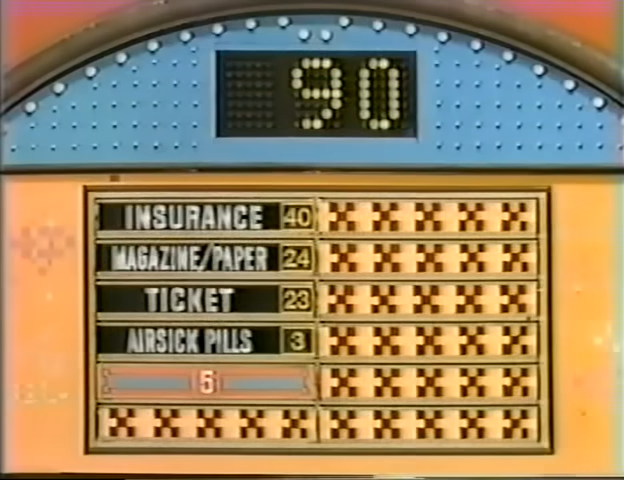 90
INSURANCE 40
MAGAZINE/PAPER 24
TICKET 23
AIRSICK PILLS 3
5